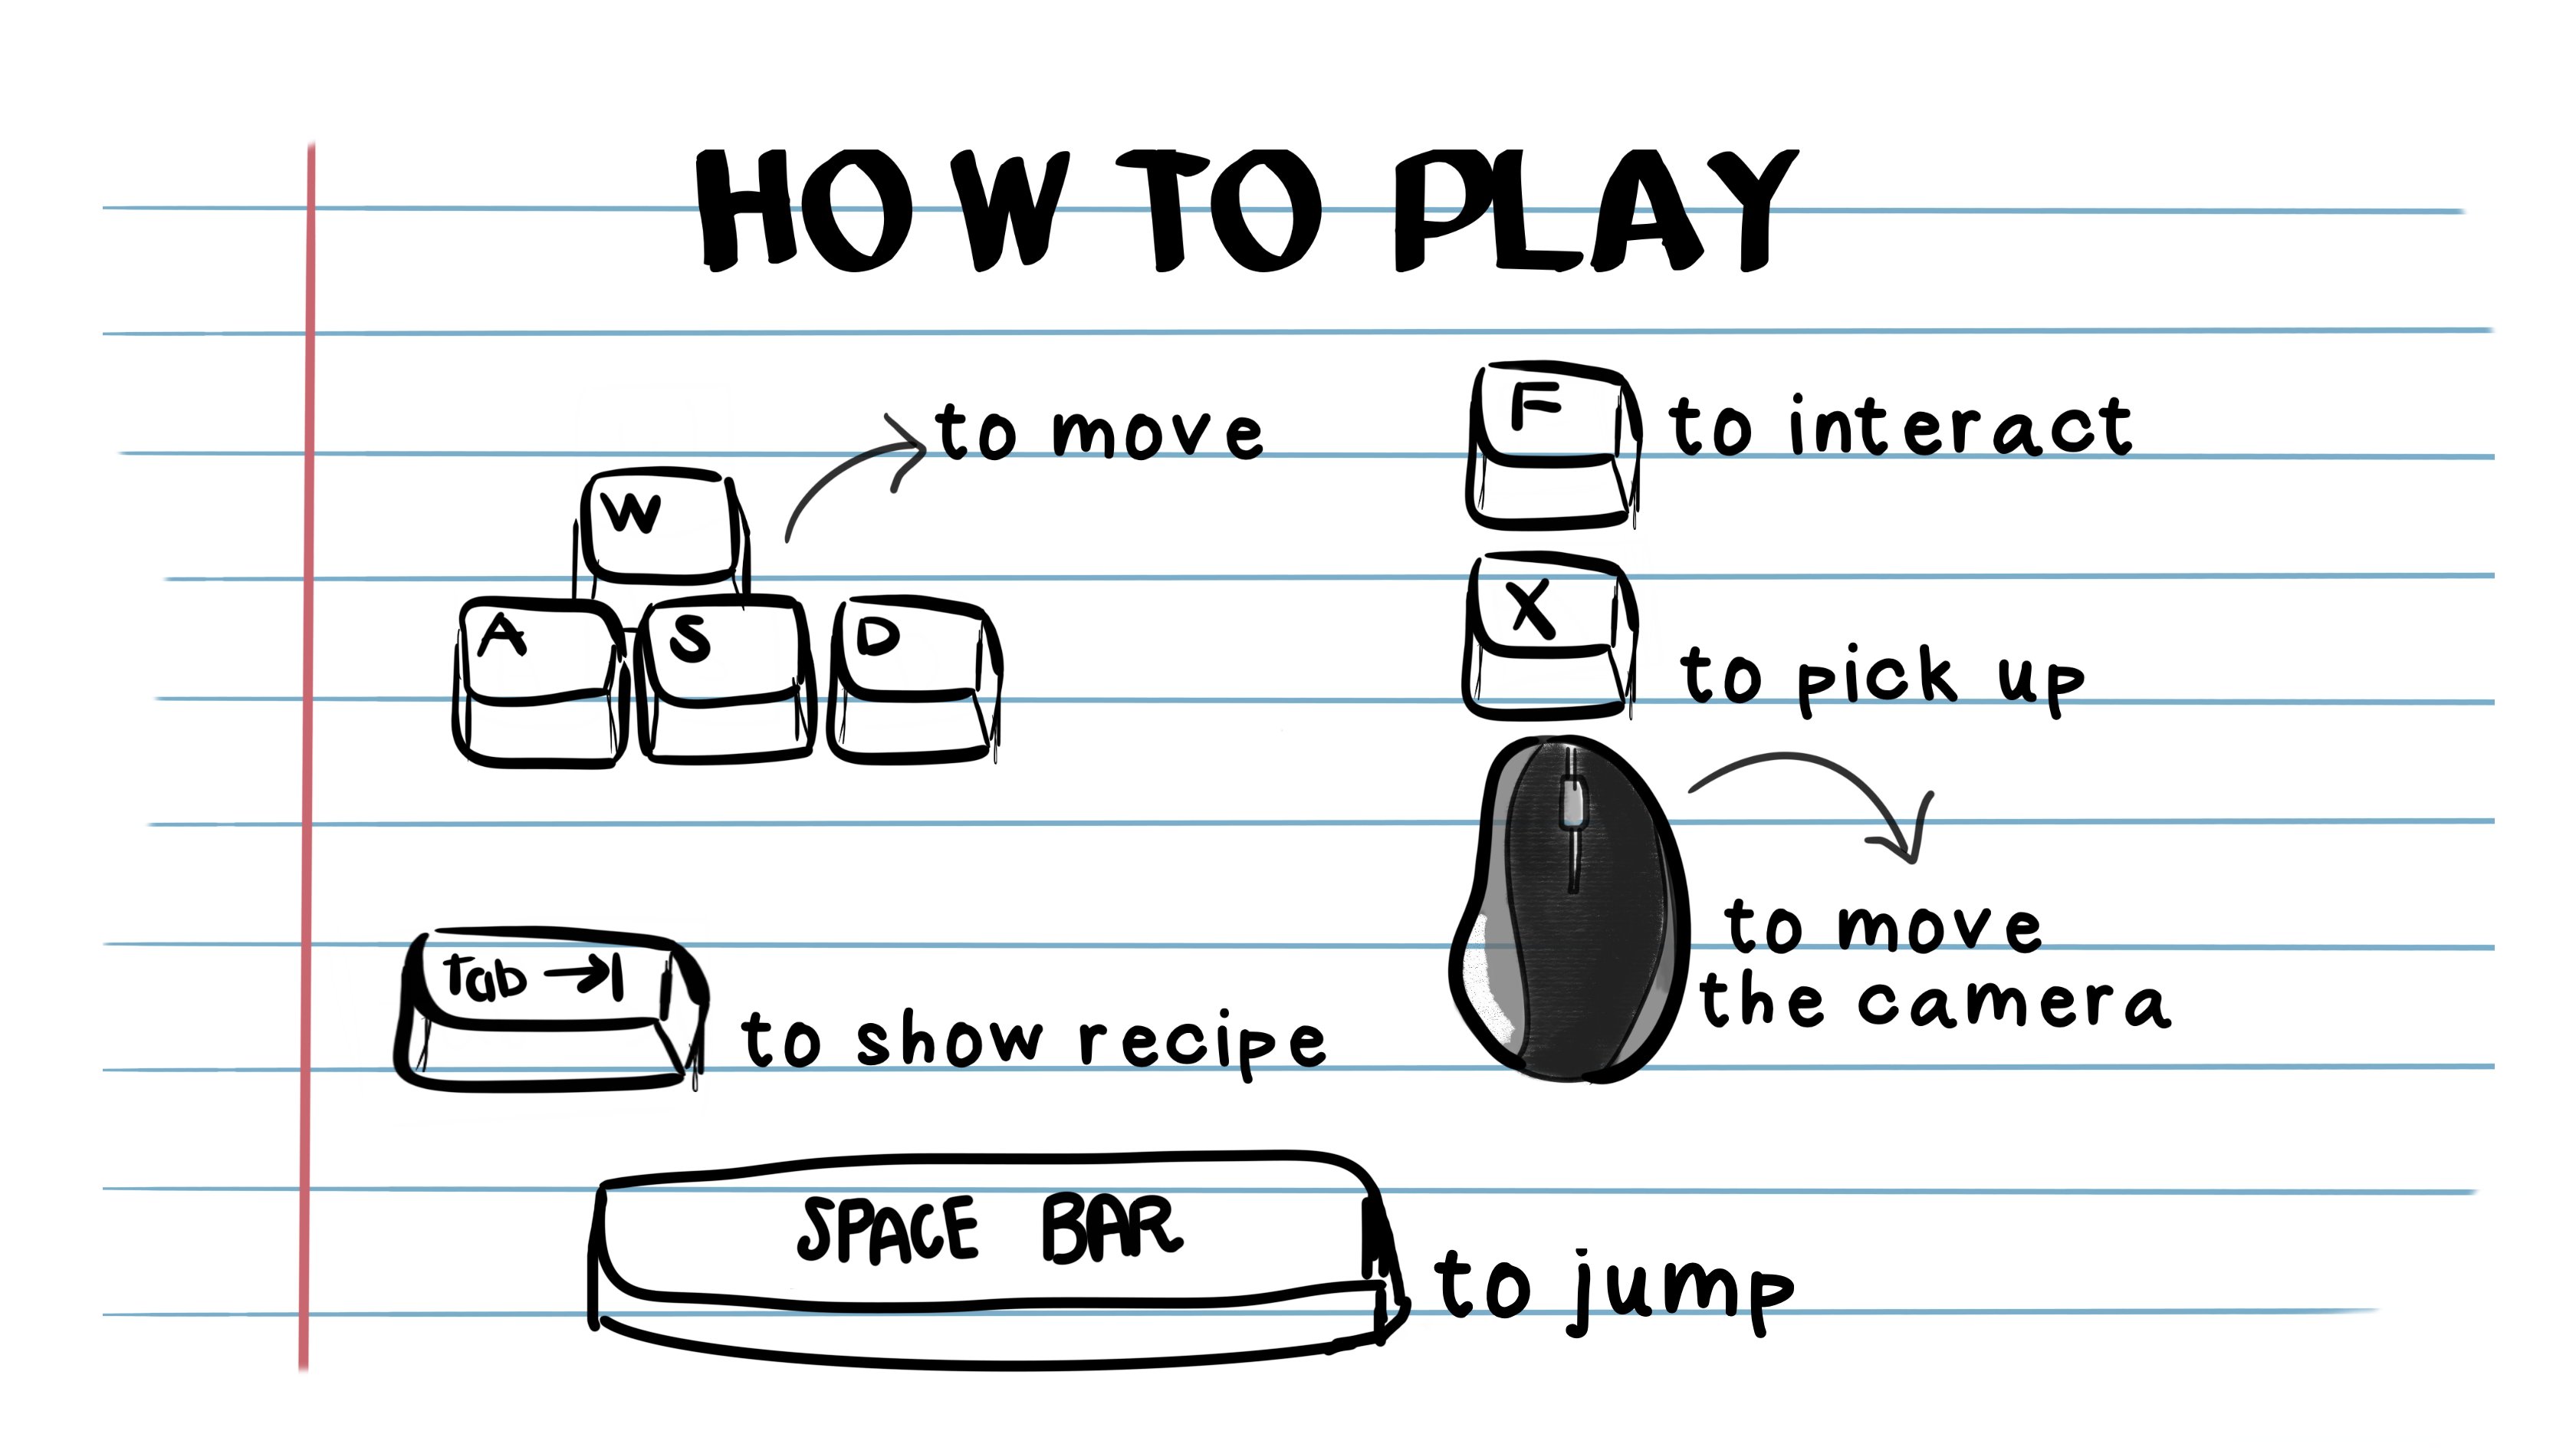 HOW TO PLAY
W
A S D
to move
Tab →|
to show recipe
F
to interact
X
to pick up
to move
the camera
SPACE BAR
to jump